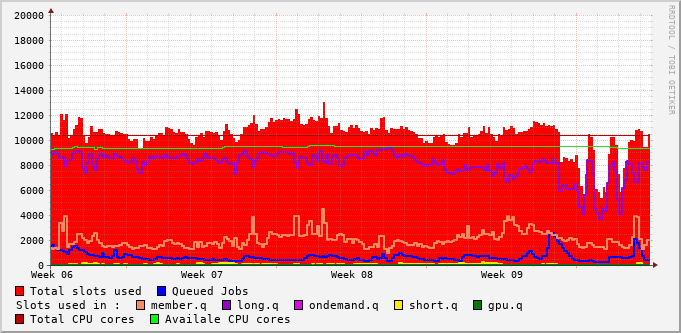 20000
18000
16000
14000
12000
10000
8000
6000
4000
2000
0
Week 06 Week 07 Week 08 Week 09
Total slots used Queued Jobs
Slots used in : member.q long.q ondemand.q short.q gpu.q
Total CPU cores Availale CPU cores
RRDTOOL / TOBI OETIKER